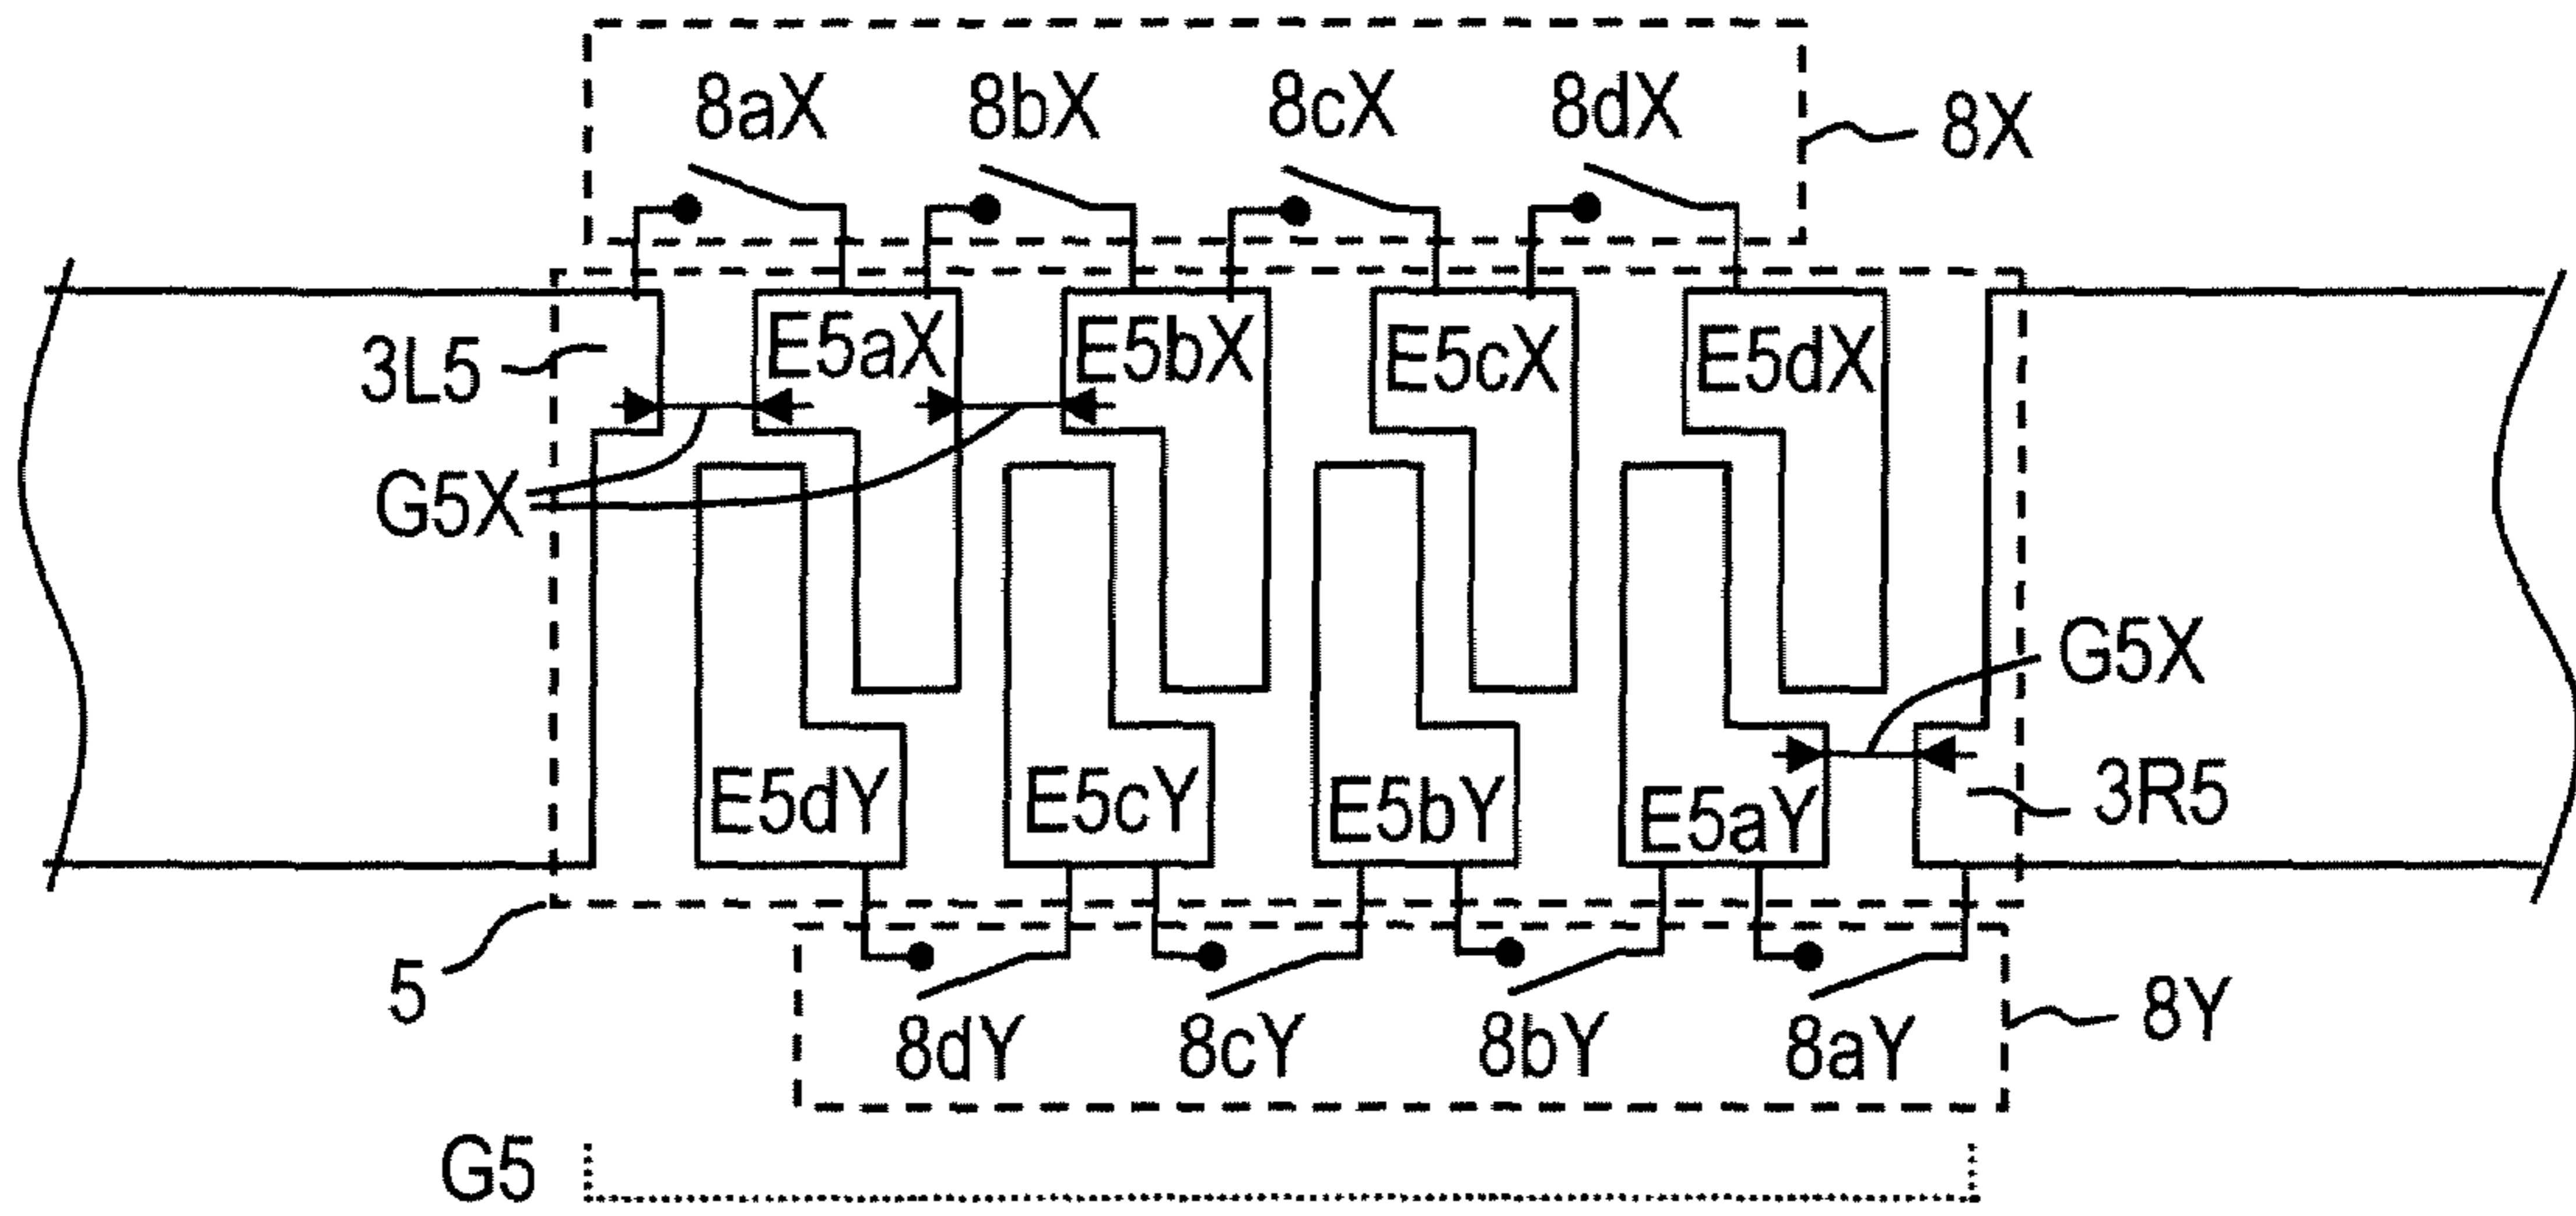 8aX 8bX 8cX 8dX 8X
3L5 E5aX E5bX E5cX E5dX
G5X
G5X
E5dY E5cY E5bY E5aY 3R5
5 8dY 8cY 8bY 8aY 8Y
G5